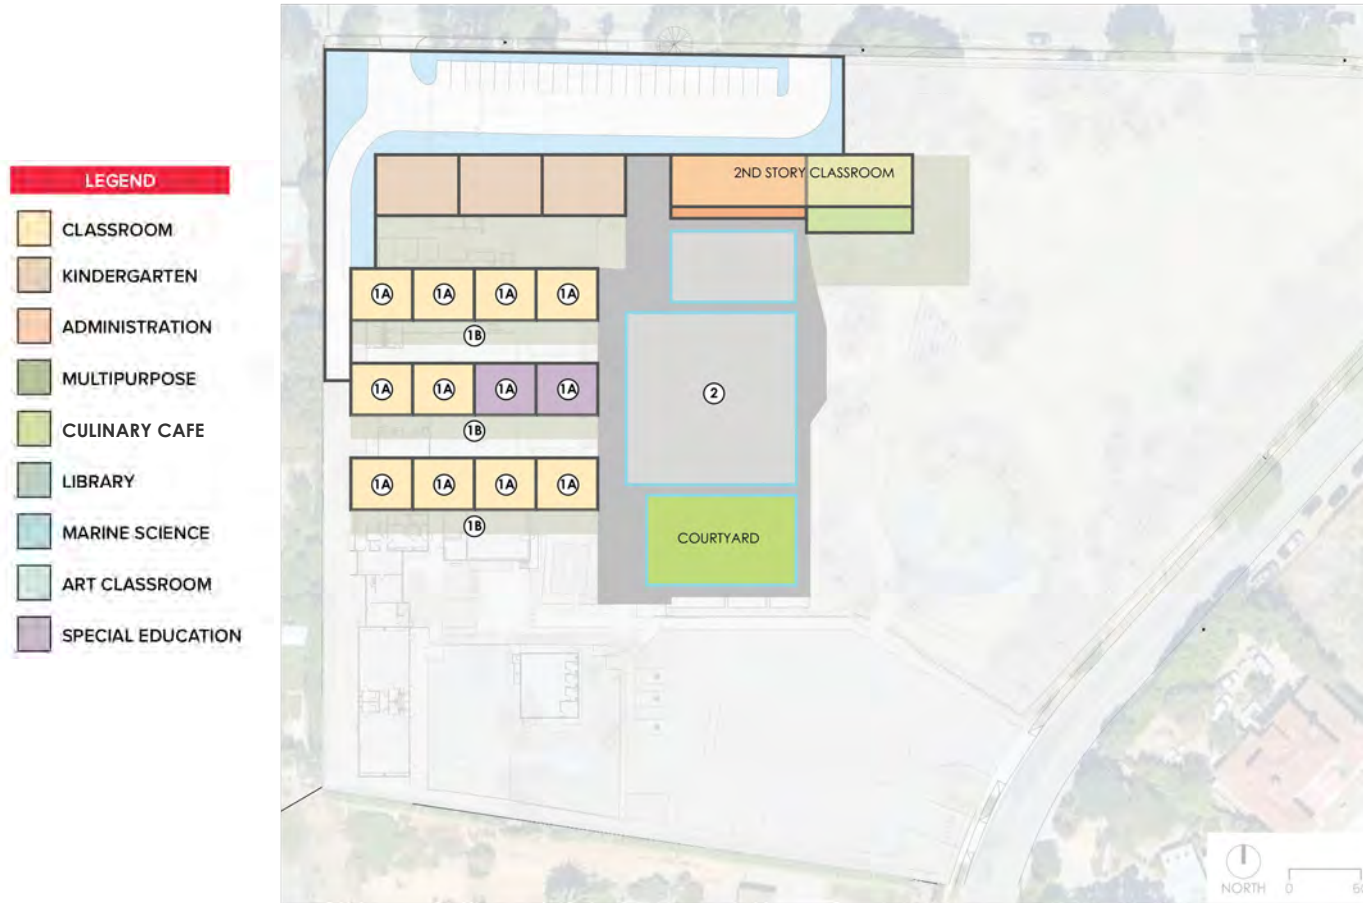 LEGEND
CLASSROOM
KINDERGARTEN
ADMINISTRATION
MULTIPURPOSE
CULINARY CAFE
LIBRARY
MARINE SCIENCE
ART CLASSROOM
SPECIAL EDUCATION
2ND STORY CLASSROOM
1A 1A 1A 1A
1B
1A 1A 1A 1A
1B
2
1A 1A 1A 1A
1B
COURTYARD
NORTH 0